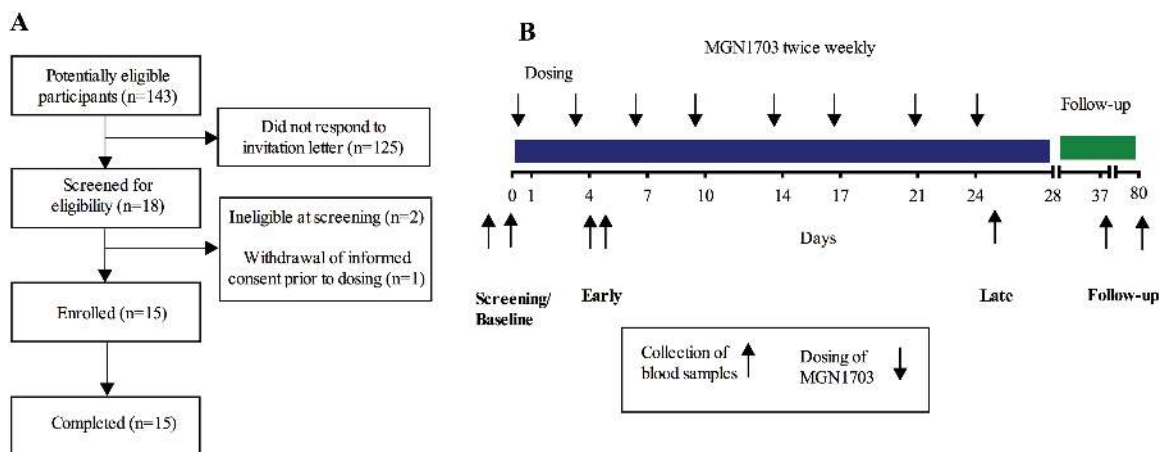 A
Potentially eligible
participants (n=143)
Did not respond to
invitation letter (n=125)
Screened for
eligibility (n=18)
Ineligible at screening (n=2)
Withdrawal of informed
consent prior to dosing (n=1)
Enrolled (n=15)
Completed (n=15)
B
MGN1703 twice weekly
Dosing
Follow-up
0 1 4 7 10 14 17 21 24 28 37 80
Days
Screening/
Baseline
Early
Late
Follow-up
Collection of
blood samples
Dosing of
MGN1703